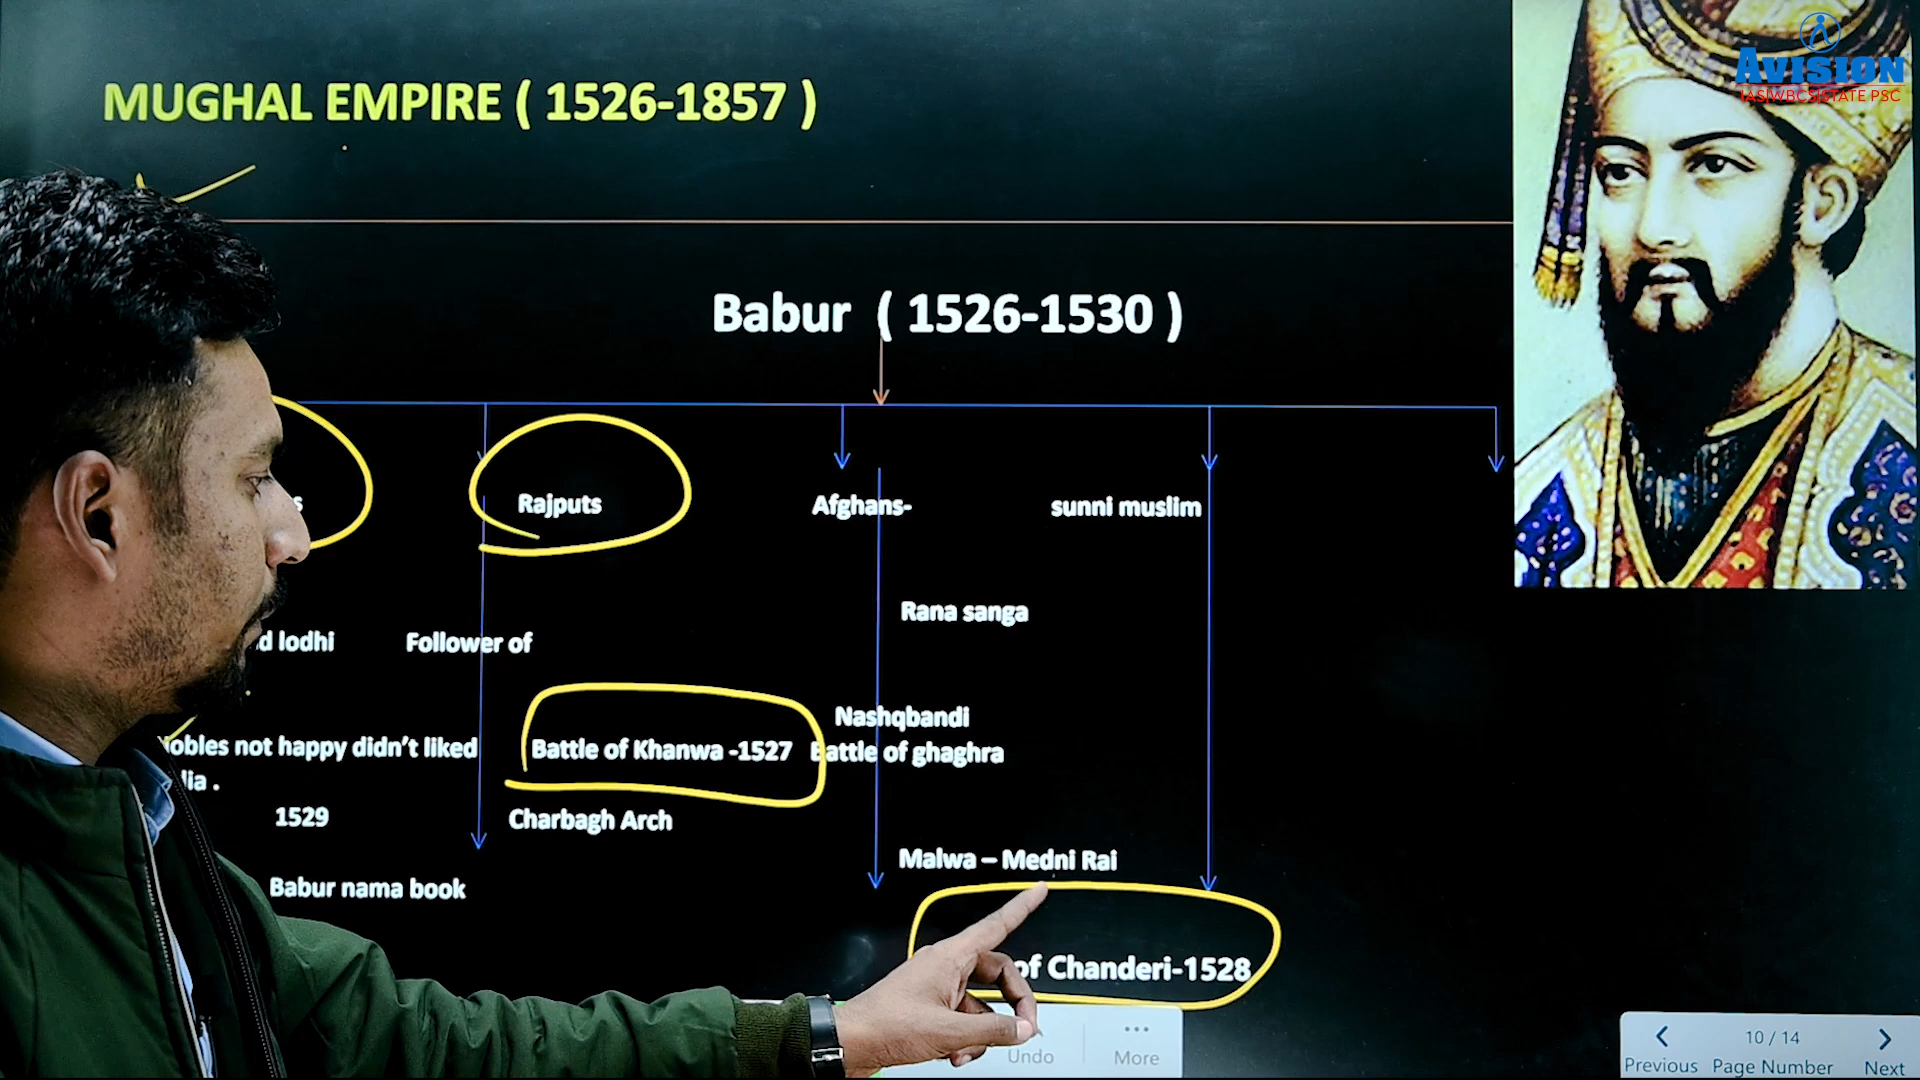 MUGHAL EMPIRE ( 1526-1857 )
AVISION
IAS|WBCS|STATE PSC
Babur ( 1526-1530 )
Rajputs
Afghans-
sunni muslim
Rana sanga
lodhi
Follower of
Nashqbandi
not happy didn't liked
Battle of Khanwa -1527
Battle of ghaghra
1529
Charbagh Arch
Malwa – Medni Rai
Babur nama book
of Chanderi-1528
Undo
More
10 / 14
Previous
Page Number
Next